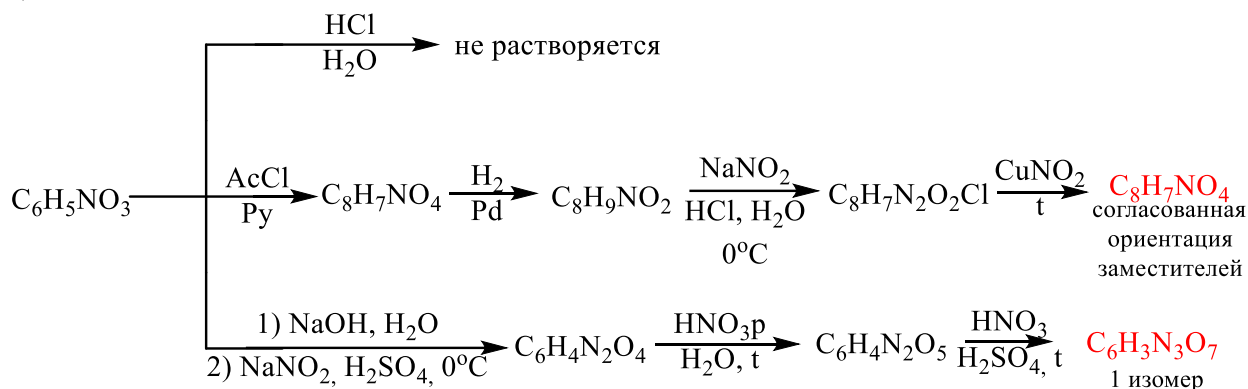 HCl
H₂O
не растворяется
C₆H₅NO₃
AcCl
Py
C₈H₇NO₄
H₂
Pd
C₈H₉NO₂
NaNO₂
HCl, H₂O
0°C
C₈H₇N₂O₂Cl
CuNO₂
t
C₈H₇NO₄
согласованная
ориентация
заместителей
1) NaOH, H₂O
2) NaNO₂, H₂SO₄, 0°C
C₆H₄N₂O₄
HNO₃р
H₂O, t
C₆H₄N₂O₅
HNO₃
H₂SO₄, t
C₆H₃N₃O₇
1 изомер